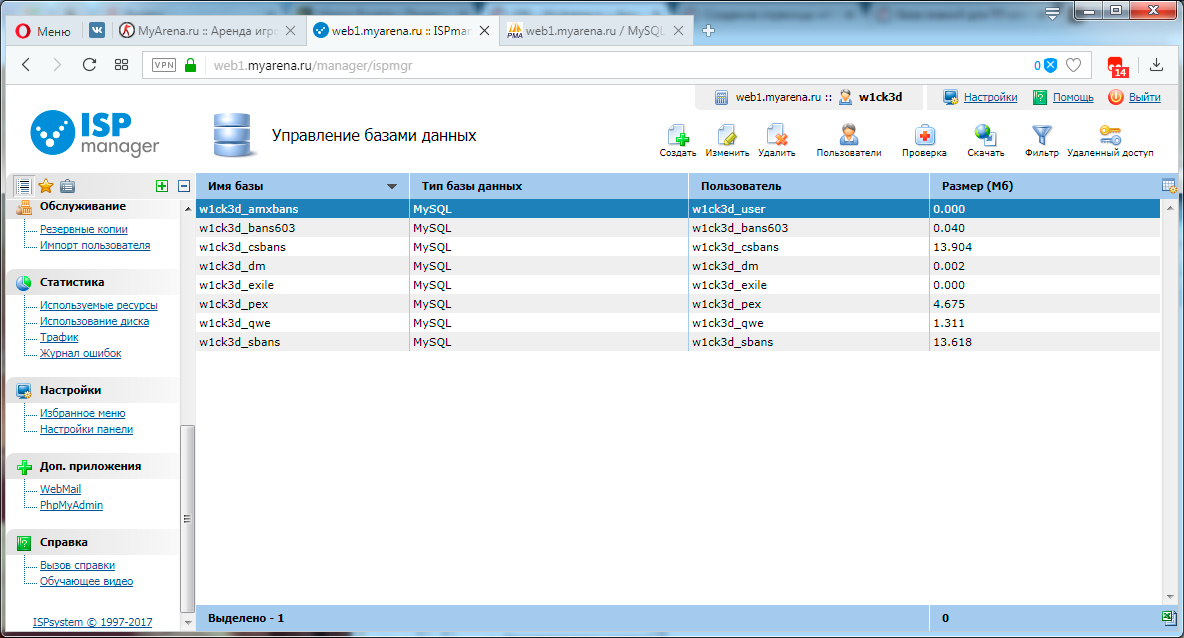 Меню
MyArena.ru :: Аренда игро
web1.myarena.ru :: ISPmar
PMA
web1.myarena.ru / MySQL
VPN
web1.myarena.ru/manager/ispmgr
0
14
web1.myarena.ru :: w1ck3d
Настройки
Помощь
Выйти
ISP
manager
Управление базами данных
Создать
Изменить
Удалить
Пользователи
Проверка
Скачать
Фильтр
Удаленный доступ
Обслуживание
Резервные копии
Импорт пользователя
Статистика
Используемые ресурсы
Использование диска
Трафик
Журнал ошибок
Настройки
Избранное меню
Настройки панели
Доп. приложения
WebMail
PhpMyAdmin
Справка
Вызов справки
Обучающее видео
ISPsystem © 1997-2017
Имя базы Тип базы данных Пользователь Размер (Мб)
w1ck3d_amxbans MySQL w1ck3d_user 0.000
w1ck3d_bans603 MySQL w1ck3d_bans603 0.040
w1ck3d_csbans MySQL w1ck3d_csbans 13.904
w1ck3d_dm MySQL w1ck3d_dm 0.002
w1ck3d_exile MySQL w1ck3d_exile 0.000
w1ck3d_pex MySQL w1ck3d_pex 4.675
w1ck3d_qwe MySQL w1ck3d_qwe 1.311
w1ck3d_sbans MySQL w1ck3d_sbans 13.618
Выделено - 1 0